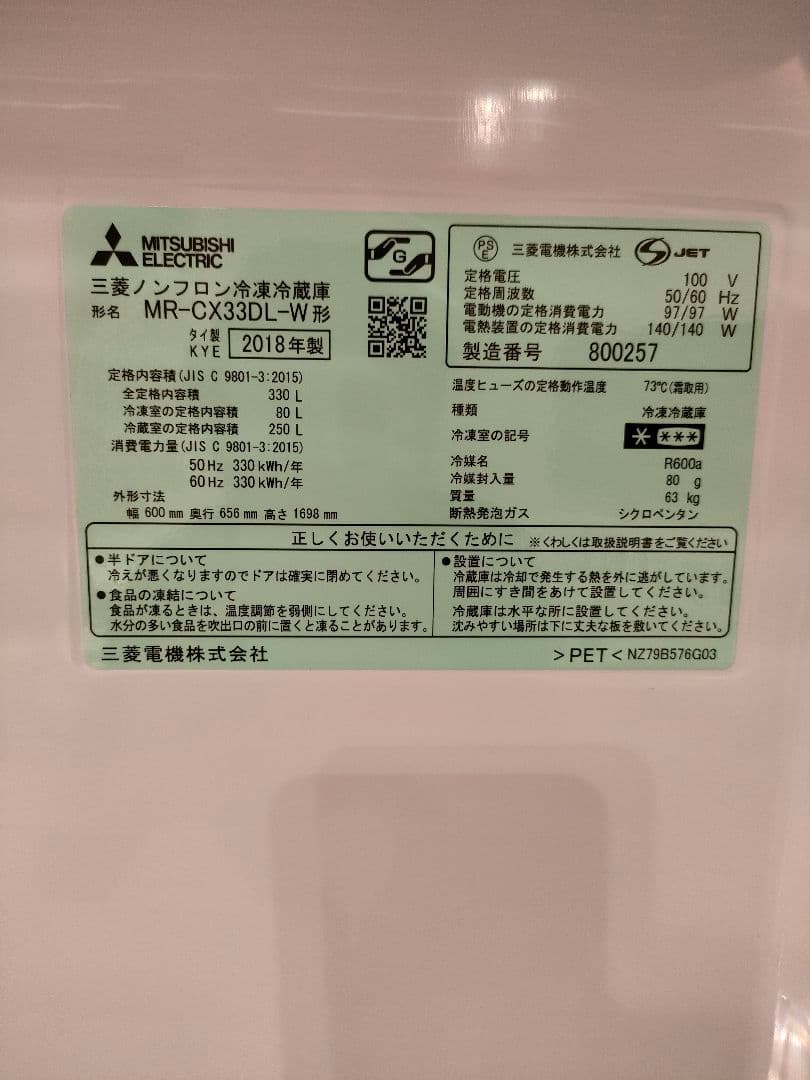 MITSUBISHI
ELECTRIC
G
三菱ノンフロン冷凍冷蔵庫
形名 MR-CX33DL-W形
タイ製
KYE 2018年製
定格内容積(JIS C 9801-3:2015)
全定格内容積 330 L
冷凍室の定格内容積 80 L
冷蔵室の定格内容積 250 L
消費電力量(JIS C 9801-3:2015)
50Hz 330kWh/年
60Hz 330kWh/年
外形寸法
幅 600mm 奥行 656mm 高さ 1698mm
PS
E 三菱電機株式会社 S JET
定格電圧 100 V
定格周波数 50/60 Hz
電動機の定格消費電力 97/97 W
電熱装置の定格消費電力 140/140 W
製造番号 800257
温度ヒューズの定格動作温度 73℃(霜取用)
種類 冷凍冷蔵庫
冷凍室の記号 * ***
冷媒名 R600a
冷媒封入量 80 g
質量 63 kg
断熱発泡ガス シクロペンタン
正しくお使いいただくために ※くわしくは取扱説明書をご覧ください
●半ドアについて
冷えが悪くなりますのでドアは確実に閉めてください。
●食品の凍結について
食品が凍るときは、温度調節を弱側にしてください。
水分の多い食品を吹出口の前に置くと凍ることがあります。
●設置について
冷蔵庫は冷却で発生する熱を外に逃がしています。
周囲にすき間をあけて設置してください。
冷蔵庫は水平な所に設置してください。
沈みやすい場所は下に丈夫な板を敷いてください。
三菱電機株式会社 >PET< NZ79B576G03